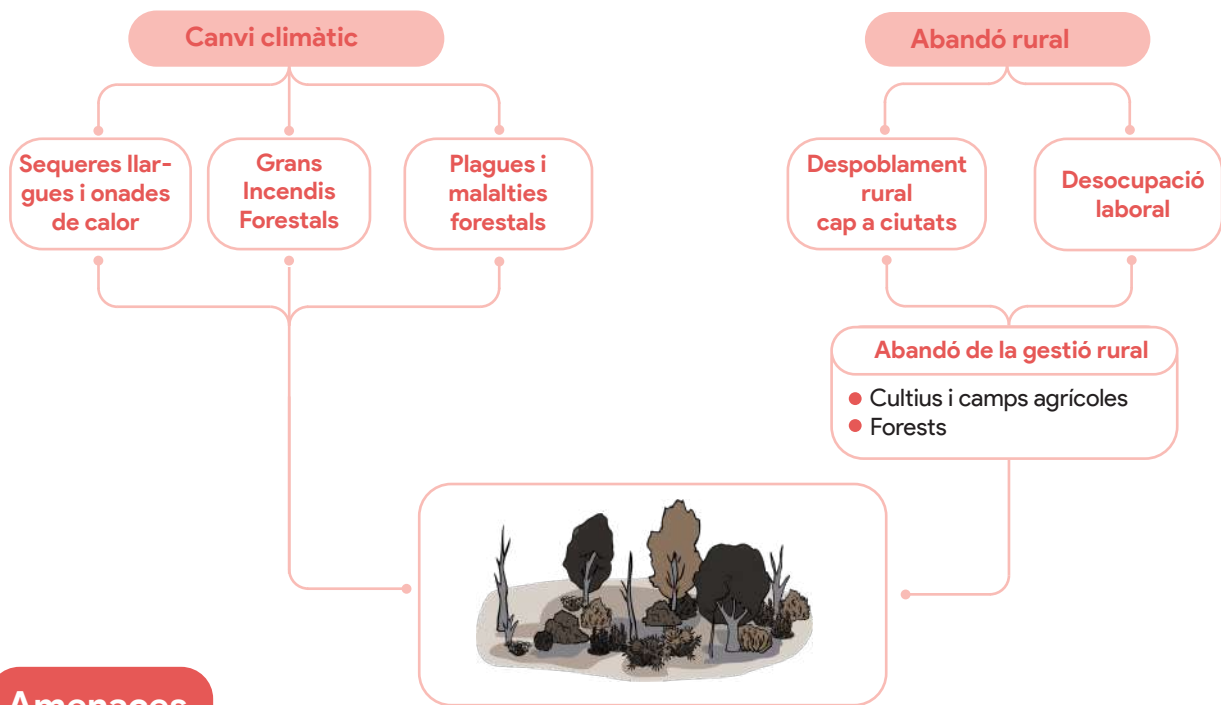 Canvi climàtic
Abandó rural
Sequeres llar-
gues i onades
de calor
Grans
Incendis
Forestals
Plagues i
malalties
forestals
Despoblament
rural
cap a ciutats
Desocupació
laboral
Abandó de la gestió rural
Cultius i camps agrícoles
Forests
Amenaces